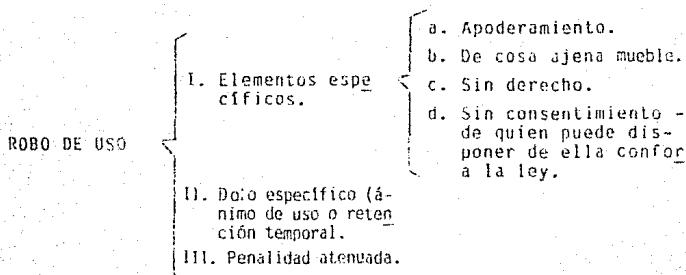 a. Apoderamiento.
b. De cosa ajena mueble.
I. Elementos espe
cíficos.
c. Sin derecho.
d. Sin consentimiento -
de quien puede dis-
poner de ella confor
a la ley.
ROBO DE USO
II. Dolo específico (á-
nimo de uso o reten
ción temporal.
III. Penalidad atenuada.